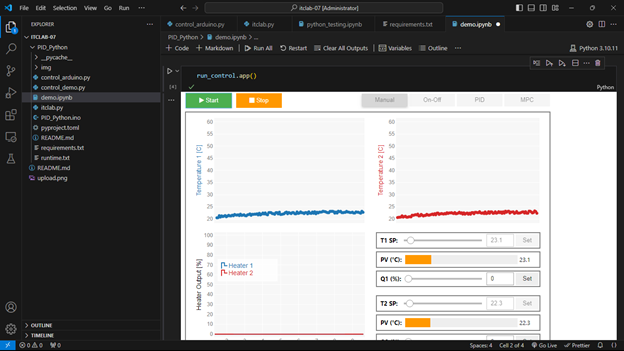 File Edit Selection View Go Run ···
itclab-07 [Administrator]
EXPLORER ···
ITCLAB-07
PID_Python
__pycache__
img
control_arduino.py
control_demo.py
demo.ipynb
itclab.py
PID_Python.ino
pyproject.toml
README.md
requirements.txt
runtime.txt
README.md
upload.png
OUTLINE
TIMELINE
control_arduino.py
itclab.py
python_testing.ipynb
requirements.txt
demo.ipynb
PID_Python > demo.ipynb > ...
+ Code + Markdown Run All Restart Clear All Outputs Variables Outline ···
Python 3.10.11
run_control.app()
[4]
Python
Start
Stop
Manual
On-Off
PID
MPC
Temperature 1 [C]
60
55
50
45
40
35
30
25
20
Temperature 2 [C]
60
55
50
45
40
35
30
25
20
Heater Output [%]
100
90
80
70
60
50
40
30
20
10
0
Heater 1
Heater 2
T1 SP: 23.1 Set
PV (°C): 23.1
Q1 (%): 0 Set
T2 SP: 22.3 Set
PV (°C): 22.3
0 0 0
Spaces: 4 Cell 2 of 4 Go Live Prettier